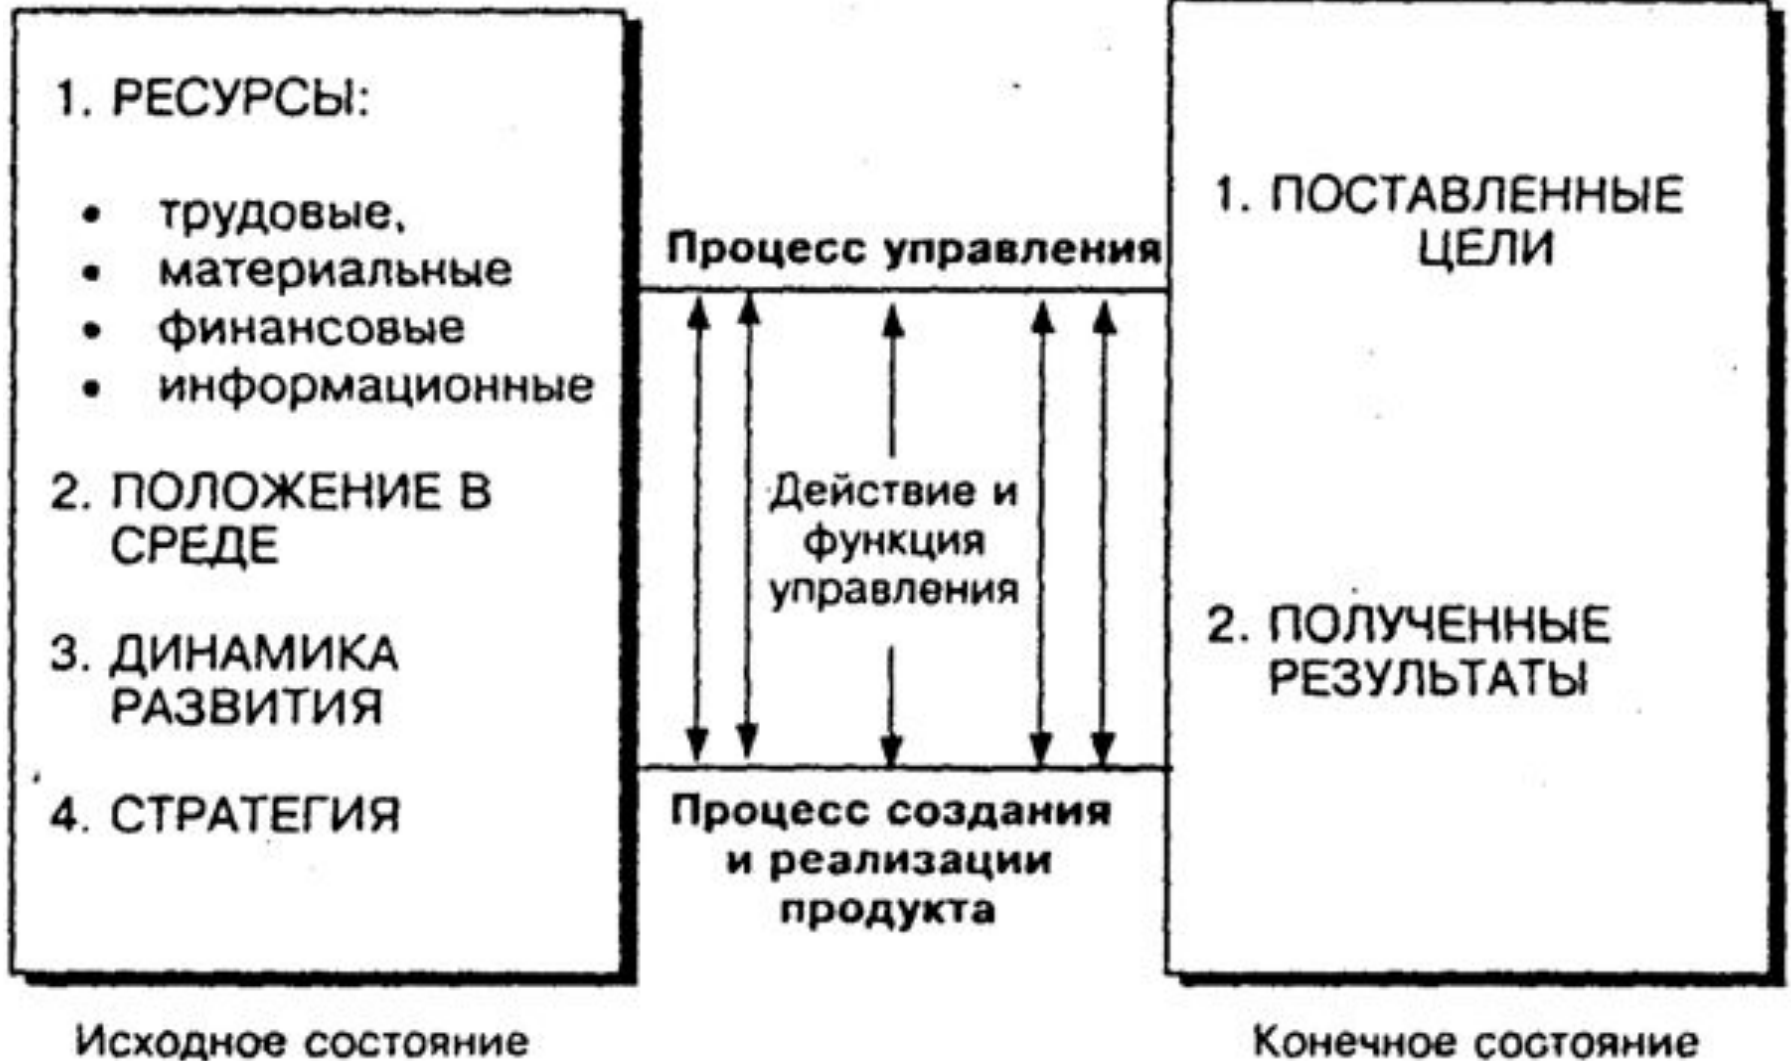 1. РЕСУРСЫ:
• трудовые,
• материальные
• финансовые
• информационные
2. ПОЛОЖЕНИЕ В
СРЕДЕ
3. ДИНАМИКА
РАЗВИТИЯ
4. СТРАТЕГИЯ
Исходное состояние
Процесс управления
Действие и
функция
управления
Процесс создания
и реализации
продукта
1. ПОСТАВЛЕННЫЕ
ЦЕЛИ
2. ПОЛУЧЕННЫЕ
РЕЗУЛЬТАТЫ
Конечное состояние